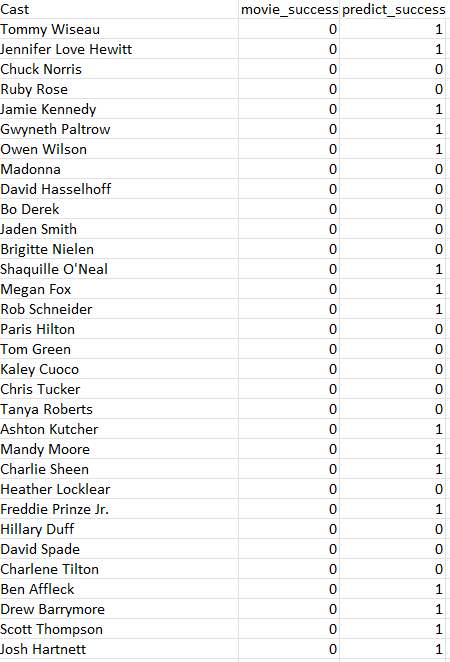 Cast movie_success predict_success
Tommy Wiseau 0 1
Jennifer Love Hewitt 0 1
Chuck Norris 0 0
Ruby Rose 0 0
Jamie Kennedy 0 1
Gwyneth Paltrow 0 1
Owen Wilson 0 1
Madonna 0 0
David Hasselhoff 0 0
Bo Derek 0 0
Jaden Smith 0 0
Brigitte Nielen 0 0
Shaquille O'Neal 0 1
Megan Fox 0 1
Rob Schneider 0 1
Paris Hilton 0 0
Tom Green 0 0
Kaley Cuoco 0 0
Chris Tucker 0 0
Tanya Roberts 0 0
Ashton Kutcher 0 1
Mandy Moore 0 1
Charlie Sheen 0 1
Heather Locklear 0 0
Freddie Prinze Jr. 0 1
Hillary Duff 0 0
David Spade 0 0
Charlene Tilton 0 0
Ben Affleck 0 1
Drew Barrymore 0 1
Scott Thompson 0 1
Josh Hartnett 0 1